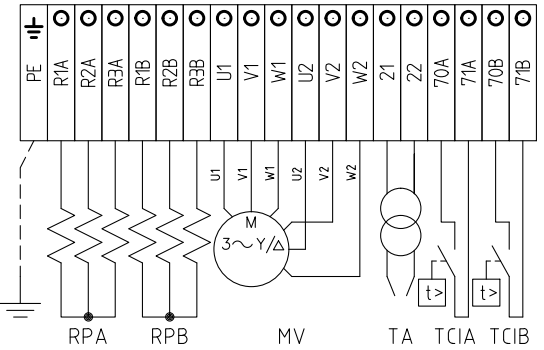 PE R1A R2A R3A R1B R2B R3B U1 V1 W1 U2 V2 W2 21 22 70A 71A 70B 71B
U1 V1 W1 U2 V2 W2
M
3~ Y/△
t> t>
RPA RPB MV TA TCIA TCIB